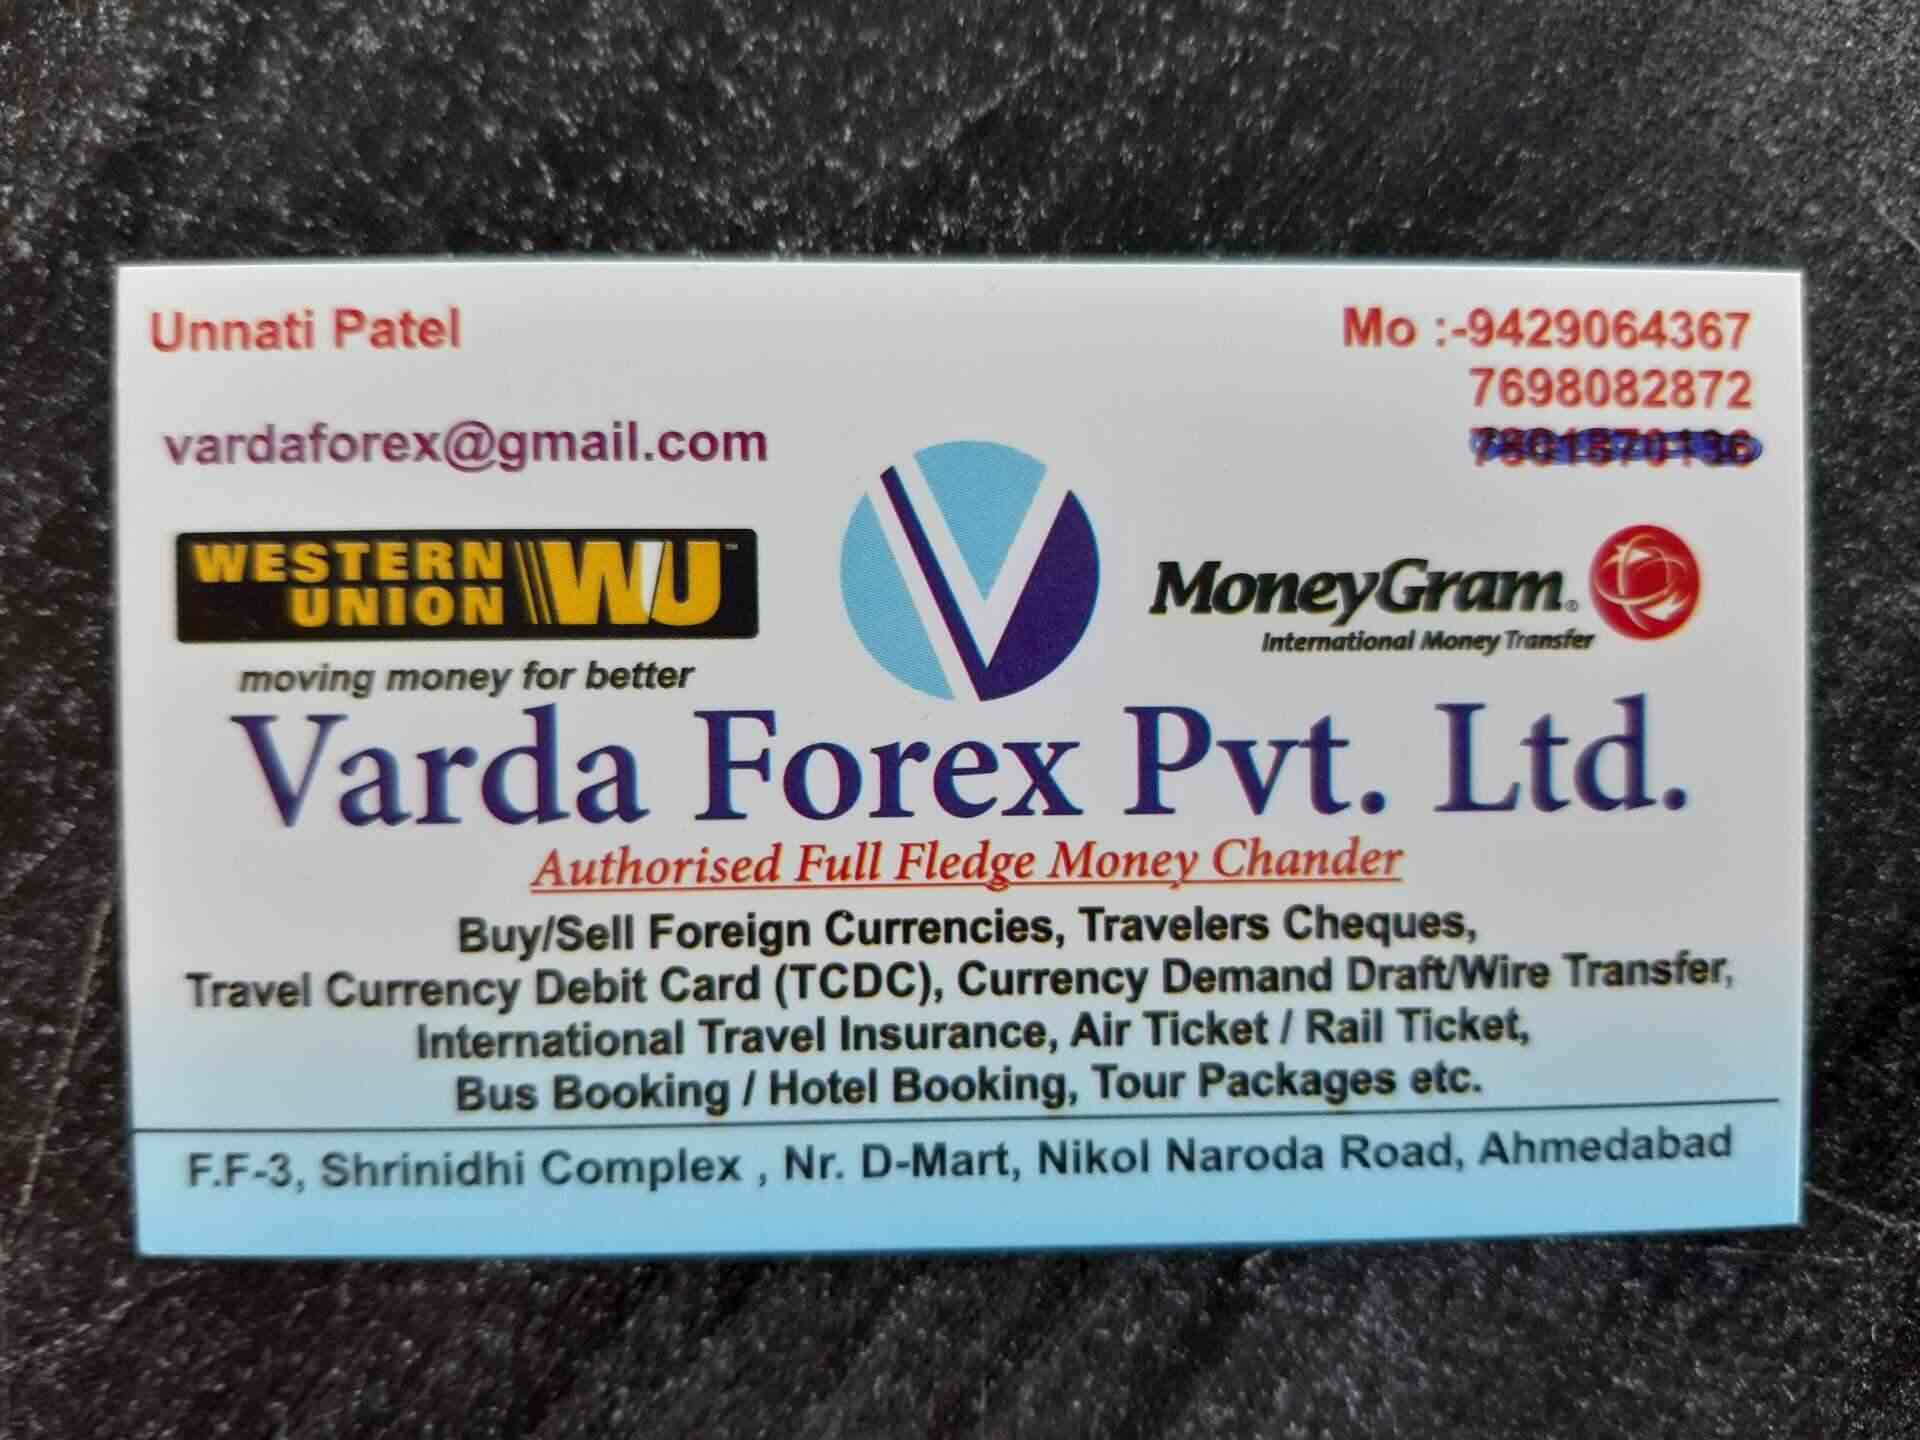 Unnati Patel
Mo :-9429064367
7698082872
vardaforex@gmail.com
WESTERN
UNION
WU
moving money for better
MoneyGram®
International Money Transfer
Varda Forex Pvt. Ltd.
Authorised Full Fledge Money Chander
Buy/Sell Foreign Currencies, Travelers Cheques,
Travel Currency Debit Card (TCDC), Currency Demand Draft/Wire Transfer,
International Travel Insurance, Air Ticket / Rail Ticket,
Bus Booking / Hotel Booking, Tour Packages etc.
F.F-3, Shrinidhi Complex , Nr. D-Mart, Nikol Naroda Road, Ahmedabad